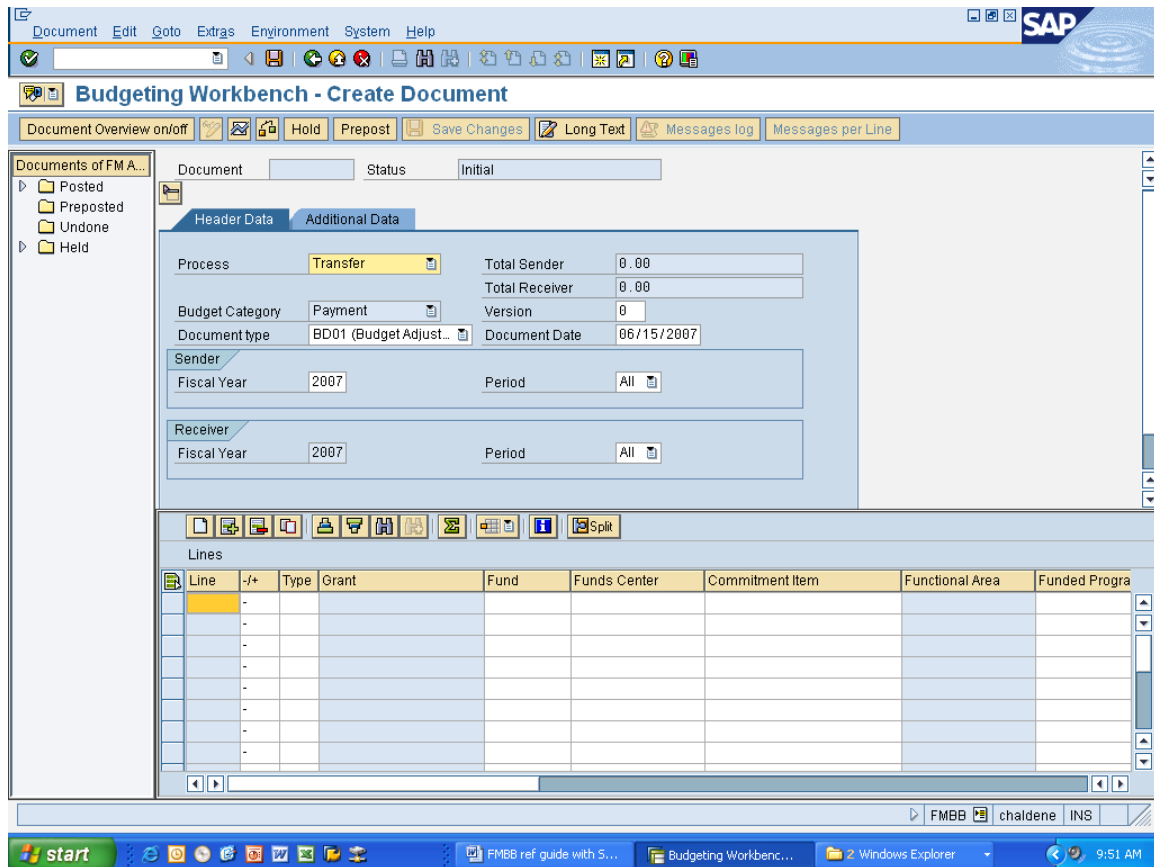 Document Edit Goto Extras Environment System Help
SAP
Budgeting Workbench - Create Document
Document Overview on/off Hold Prepost Save Changes Long Text Messages log Messages per Line
Documents of FM A...
Posted
Preposted
Undone
Held
Document Status Initial
Header Data Additional Data
Process Transfer Total Sender 0.00
Total Receiver 0.00
Budget Category Payment Version 0
Document type BD01 (Budget Adjust... Document Date 06/15/2007
Sender
Fiscal Year 2007 Period All
Receiver
Fiscal Year 2007 Period All
Split
Lines
Line -/+ Type Grant Fund Funds Center Commitment Item Functional Area Funded Progra
-
-
-
-
-
-
-
-
FMBB chaldene INS
start FMBB ref guide with S... Budgeting Workbenc... 2 Windows Explorer 9:51 AM